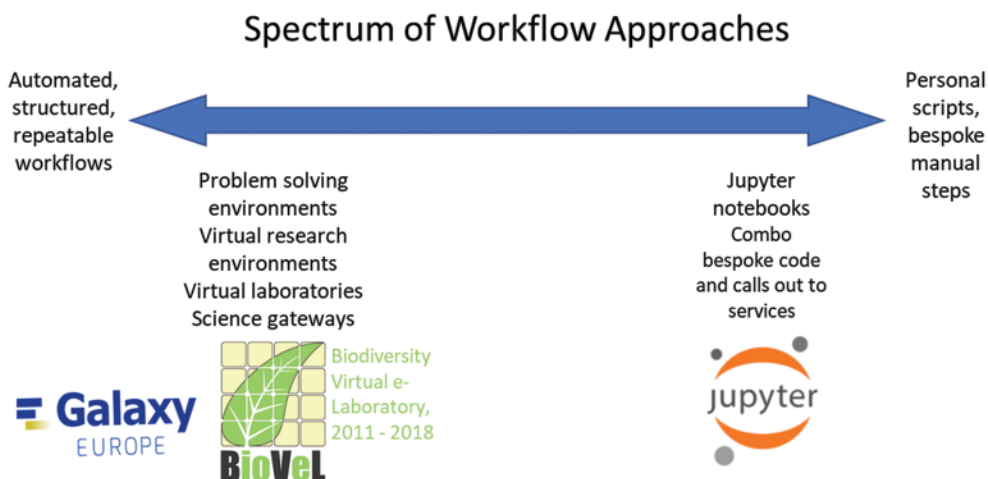 Spectrum of Workflow Approaches
Automated,
structured,
repeatable
workflows
Personal
scripts,
bespoke
manual
steps
Problem solving
environments
Virtual research
environments
Virtual laboratories
Science gateways
Jupyter
notebooks
Combo
bespoke code
and calls out to
services
Galaxy
EUROPE
Biodiversity
Virtual e-
Laboratory,
2011 - 2018
BioVeL
jupyter